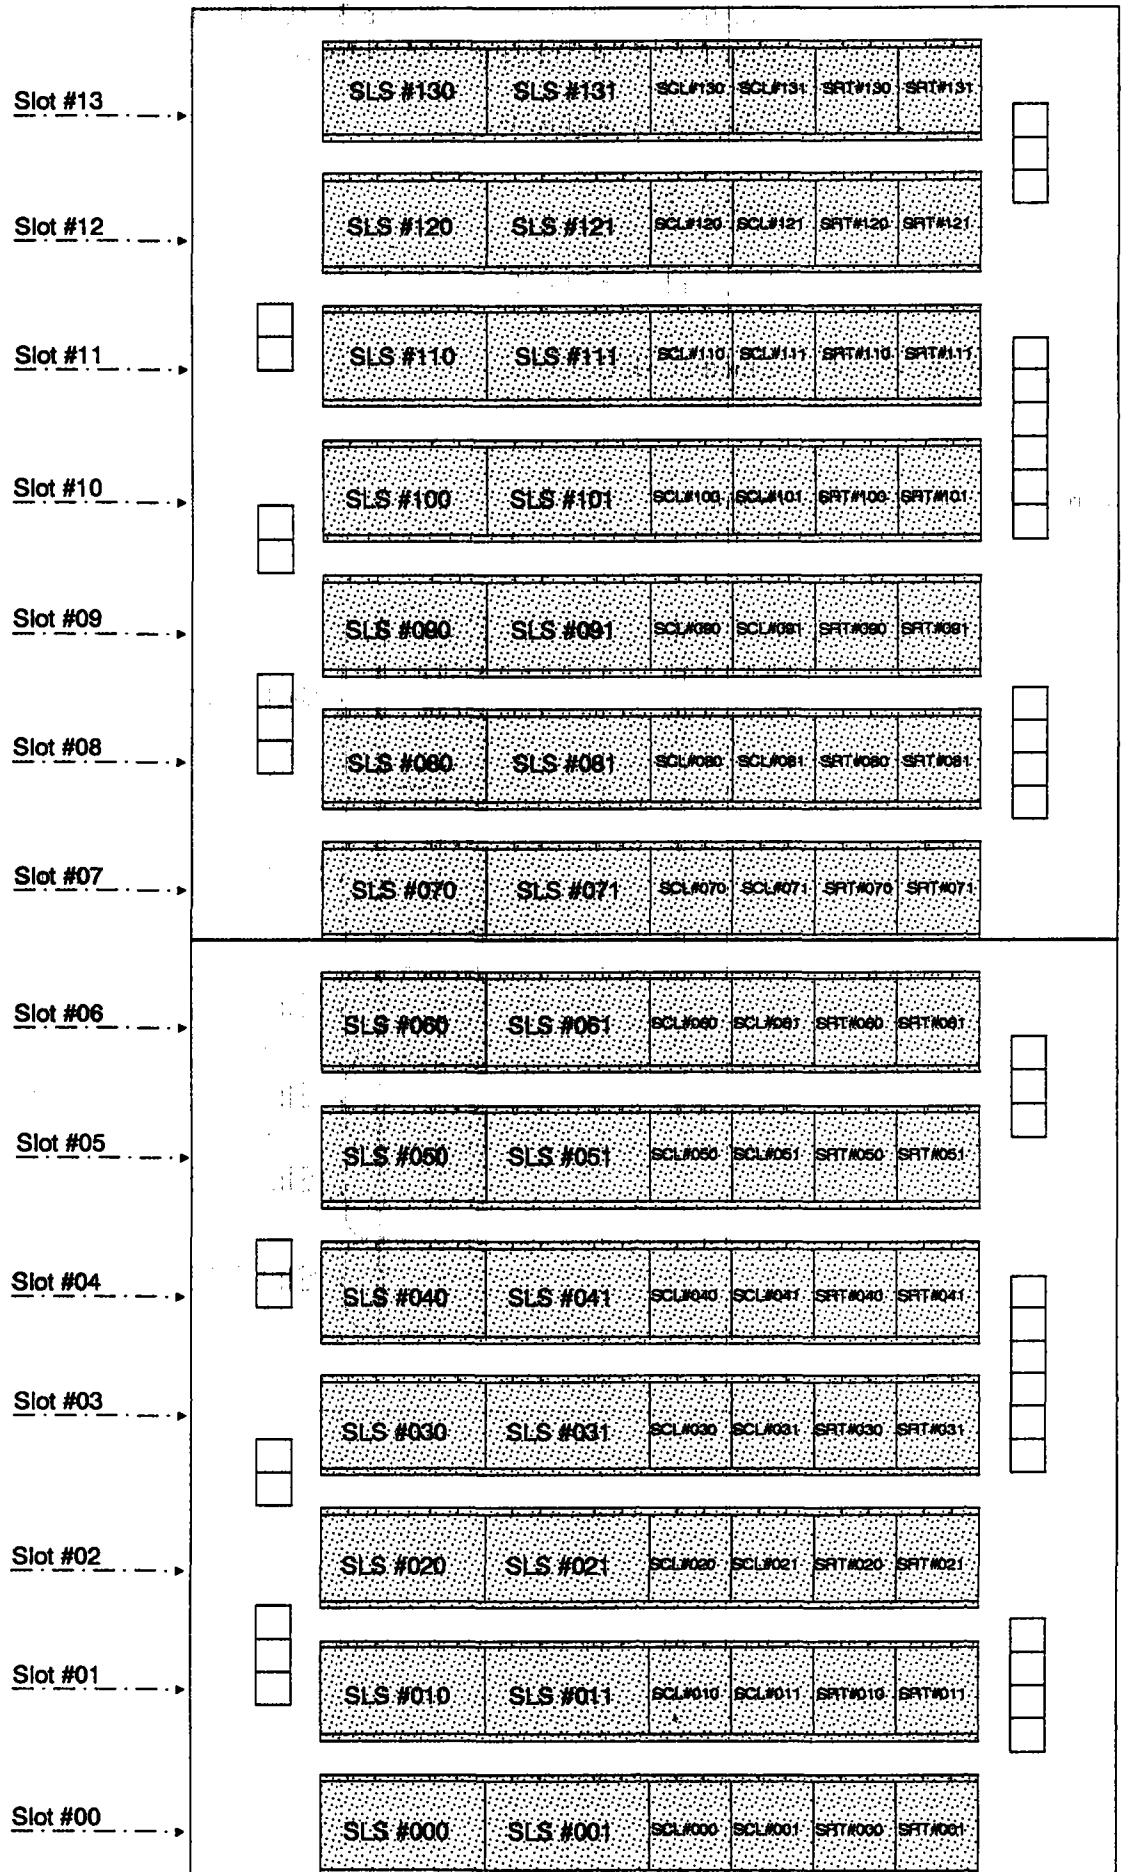 Slot #13 SLS #130 SLS #131 SCL#130 SCL#131 SRT#130 SRT#131
Slot #12 SLS #120 SLS #121 SCL#120 SCL#121 SRT#120 SRT#121
Slot #11 SLS #110 SLS #111 SCL#110 SCL#111 SRT#110 SRT#111
Slot #10 SLS #100 SLS #101 SCL#100 SCL#101 SRT#100 SRT#101
Slot #09 SLS #090 SLS #091 SCL#090 SCL#091 SRT#090 SRT#091
Slot #08 SLS #080 SLS #081 SCL#080 SCL#081 SRT#080 SRT#081
Slot #07 SLS #070 SLS #071 SCL#070 SCL#071 SRT#070 SRT#071
Slot #06 SLS #060 SLS #061 SCL#060 SCL#061 SRT#060 SRT#061
Slot #05 SLS #050 SLS #051 SCL#050 SCL#051 SRT#050 SRT#051
Slot #04 SLS #040 SLS #041 SCL#040 SCL#041 SRT#040 SRT#041
Slot #03 SLS #030 SLS #031 SCL#030 SCL#031 SRT#030 SRT#031
Slot #02 SLS #020 SLS #021 SCL#020 SCL#021 SRT#020 SRT#021
Slot #01 SLS #010 SLS #011 SCL#010 SCL#011 SRT#010 SRT#011
Slot #00 SLS #000 SLS #001 SCL#000 SCL#001 SRT#000 SRT#001